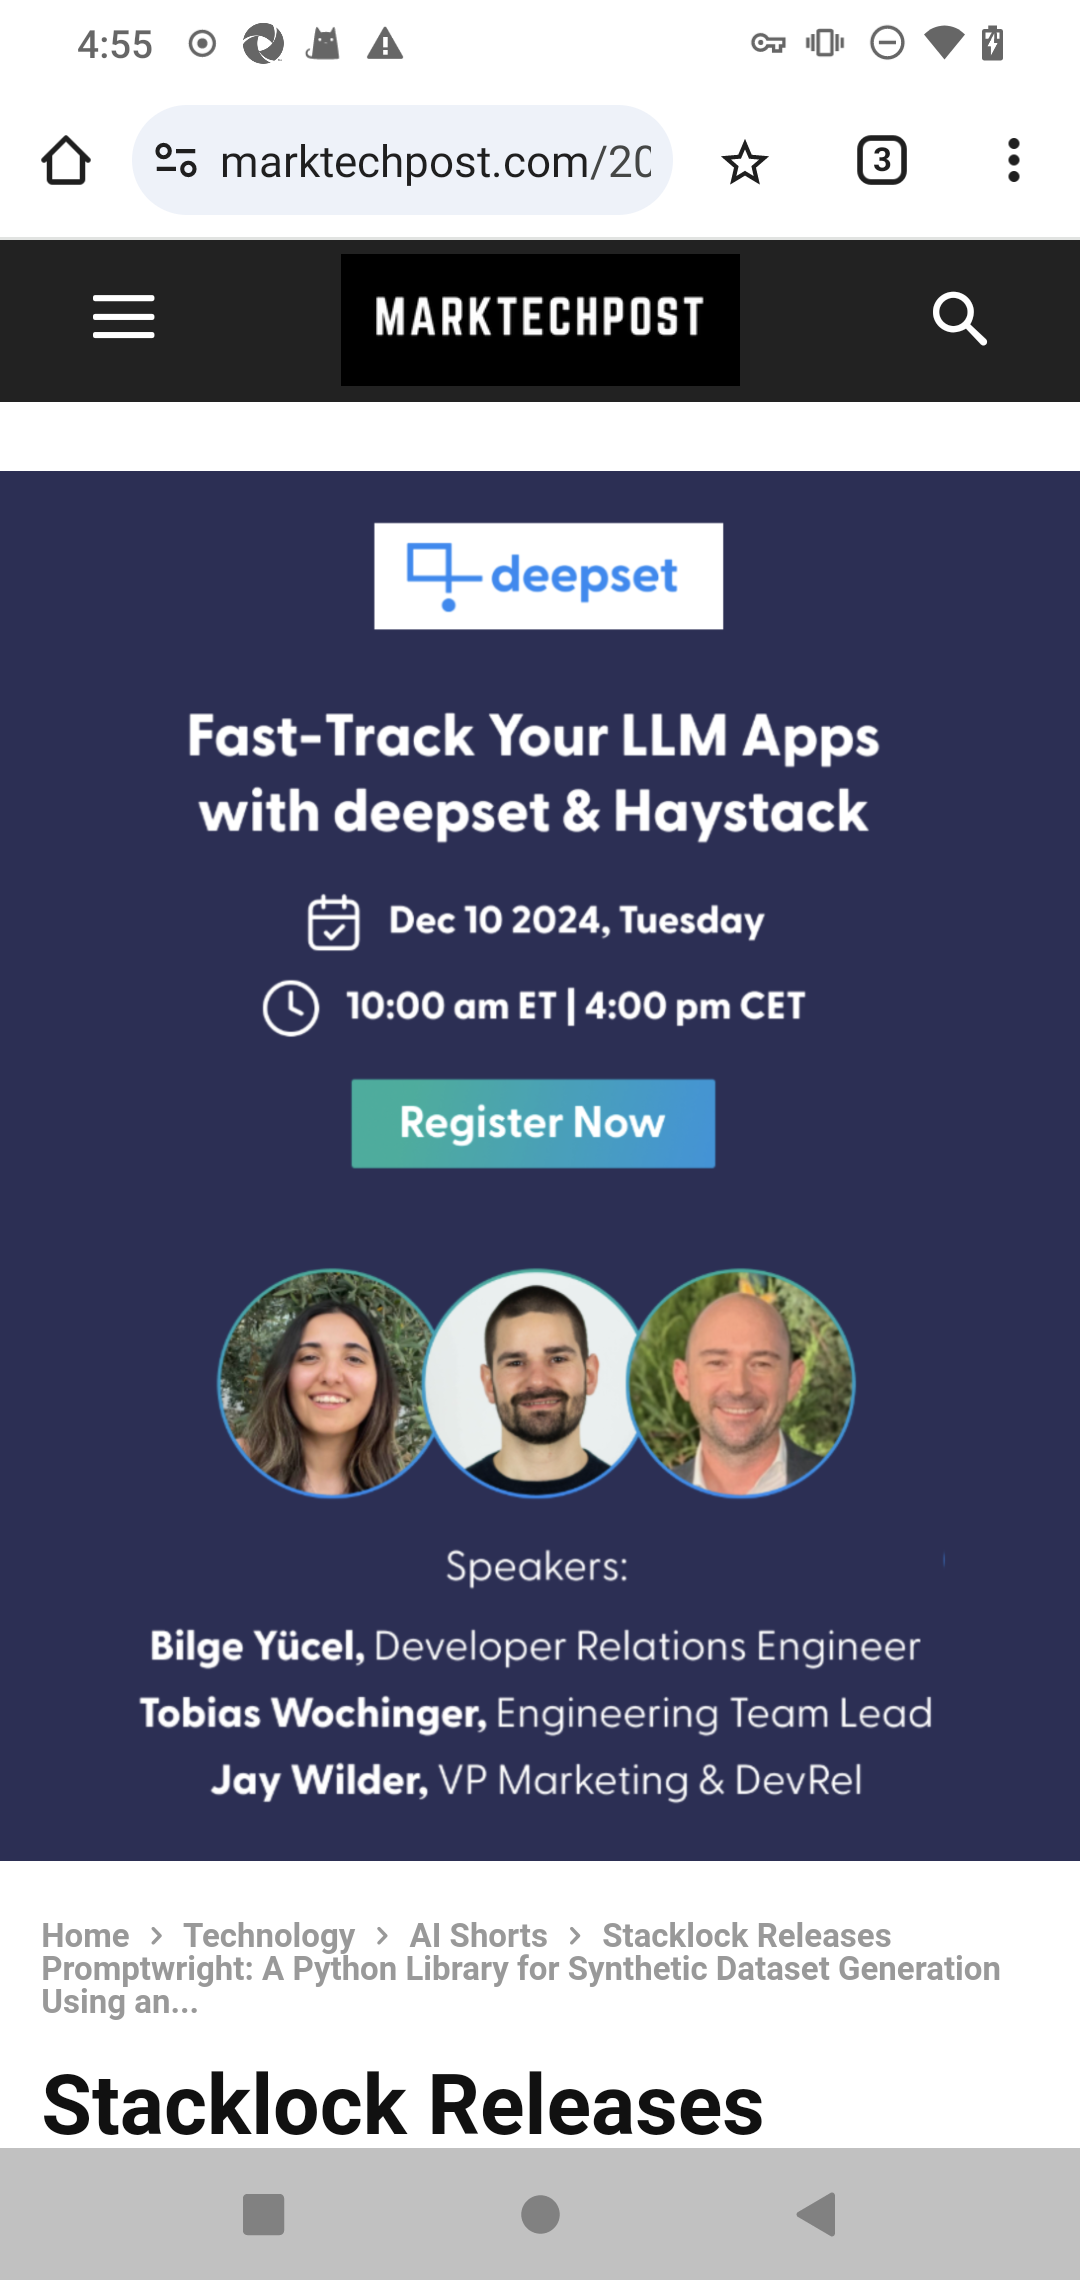 4:55
marktechpost.com/20
3
MARKTECHPOST
deepset
Fast-Track Your LLM Apps
with deepset & Haystack
Dec 10 2024, Tuesday
10:00 am ET | 4:00 pm CET
Register Now
Speakers:
Bilge Yücel, Developer Relations Engineer
Tobias Wochinger, Engineering Team Lead
Jay Wilder, VP Marketing & DevRel
Home > Technology > AI Shorts > Stacklock Releases
Promptwright: A Python Library for Synthetic Dataset Generation
Using an...
Stacklock Releases